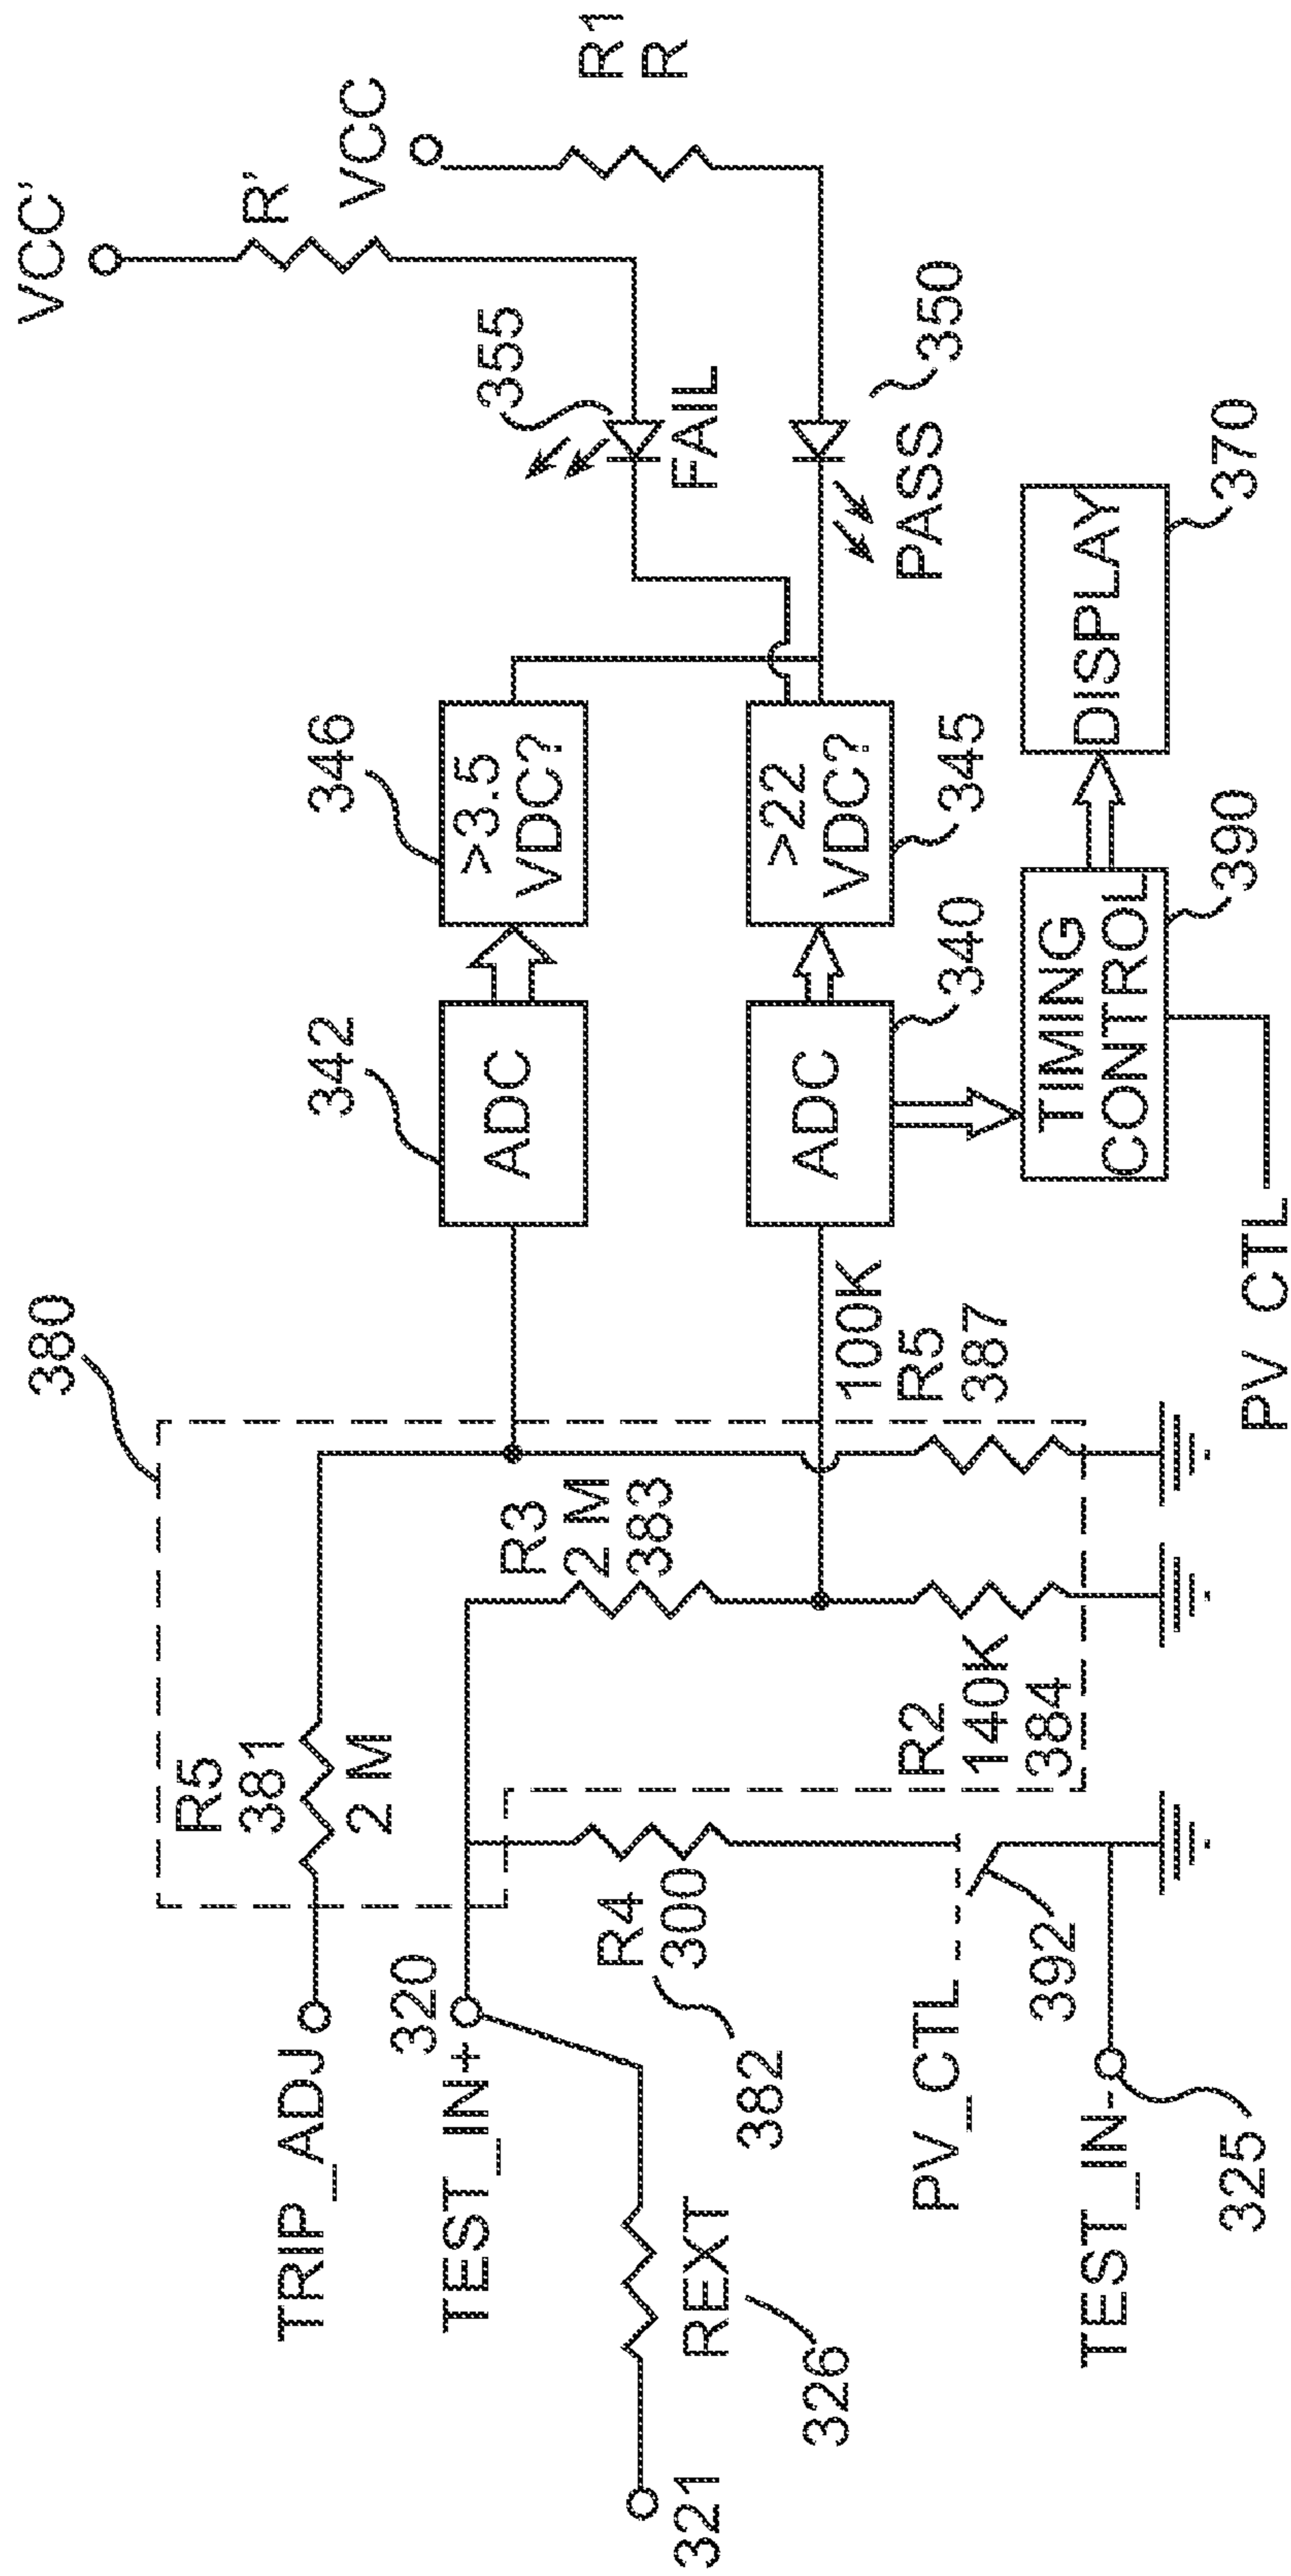 TRIP_ADJ
TEST_IN+
320
321
REXT
326
R5
381
2 M
380
R4
300
382
PV_CTL
392
TEST_IN-
325
R3
2 M
383
R2
140K
384
100K
R5
387
342
ADC
346
>3.5
VDC?
ADC
340
>22
VDC?
345
TIMING
CONTROL
390
PV_CTL
DISPLAY
370
355
FAIL
PASS
350
VCC'
R'
VCC
R1
R